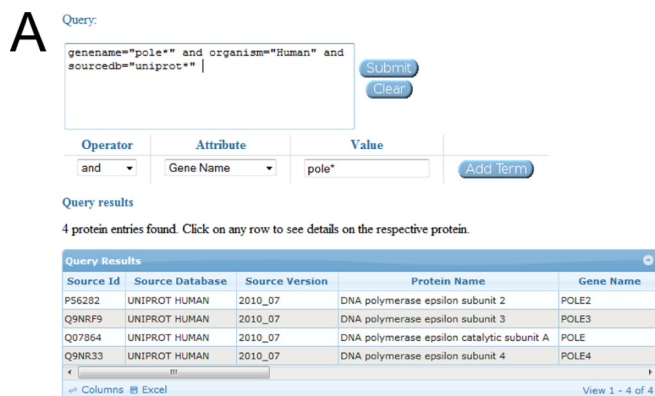 A
Query:
genename="pole*" and organism="Human" and
sourcedb="uniprot*"
Submit
Clear
Operator Attribute Value
and Gene Name pole* Add Term
Query results
4 protein entries found. Click on any row to see details on the respective protein.
Query Results
Source Id Source Database Source Version Protein Name Gene Name
P56282 UNIPROT HUMAN 2010_07 DNA polymerase epsilon subunit 2 POLE2
Q9NRF9 UNIPROT HUMAN 2010_07 DNA polymerase epsilon subunit 3 POLE3
Q07864 UNIPROT HUMAN 2010_07 DNA polymerase epsilon catalytic subunit A POLE
Q9NR33 UNIPROT HUMAN 2010_07 DNA polymerase epsilon subunit 4 POLE4
Columns Excel View 1 - 4 of 4